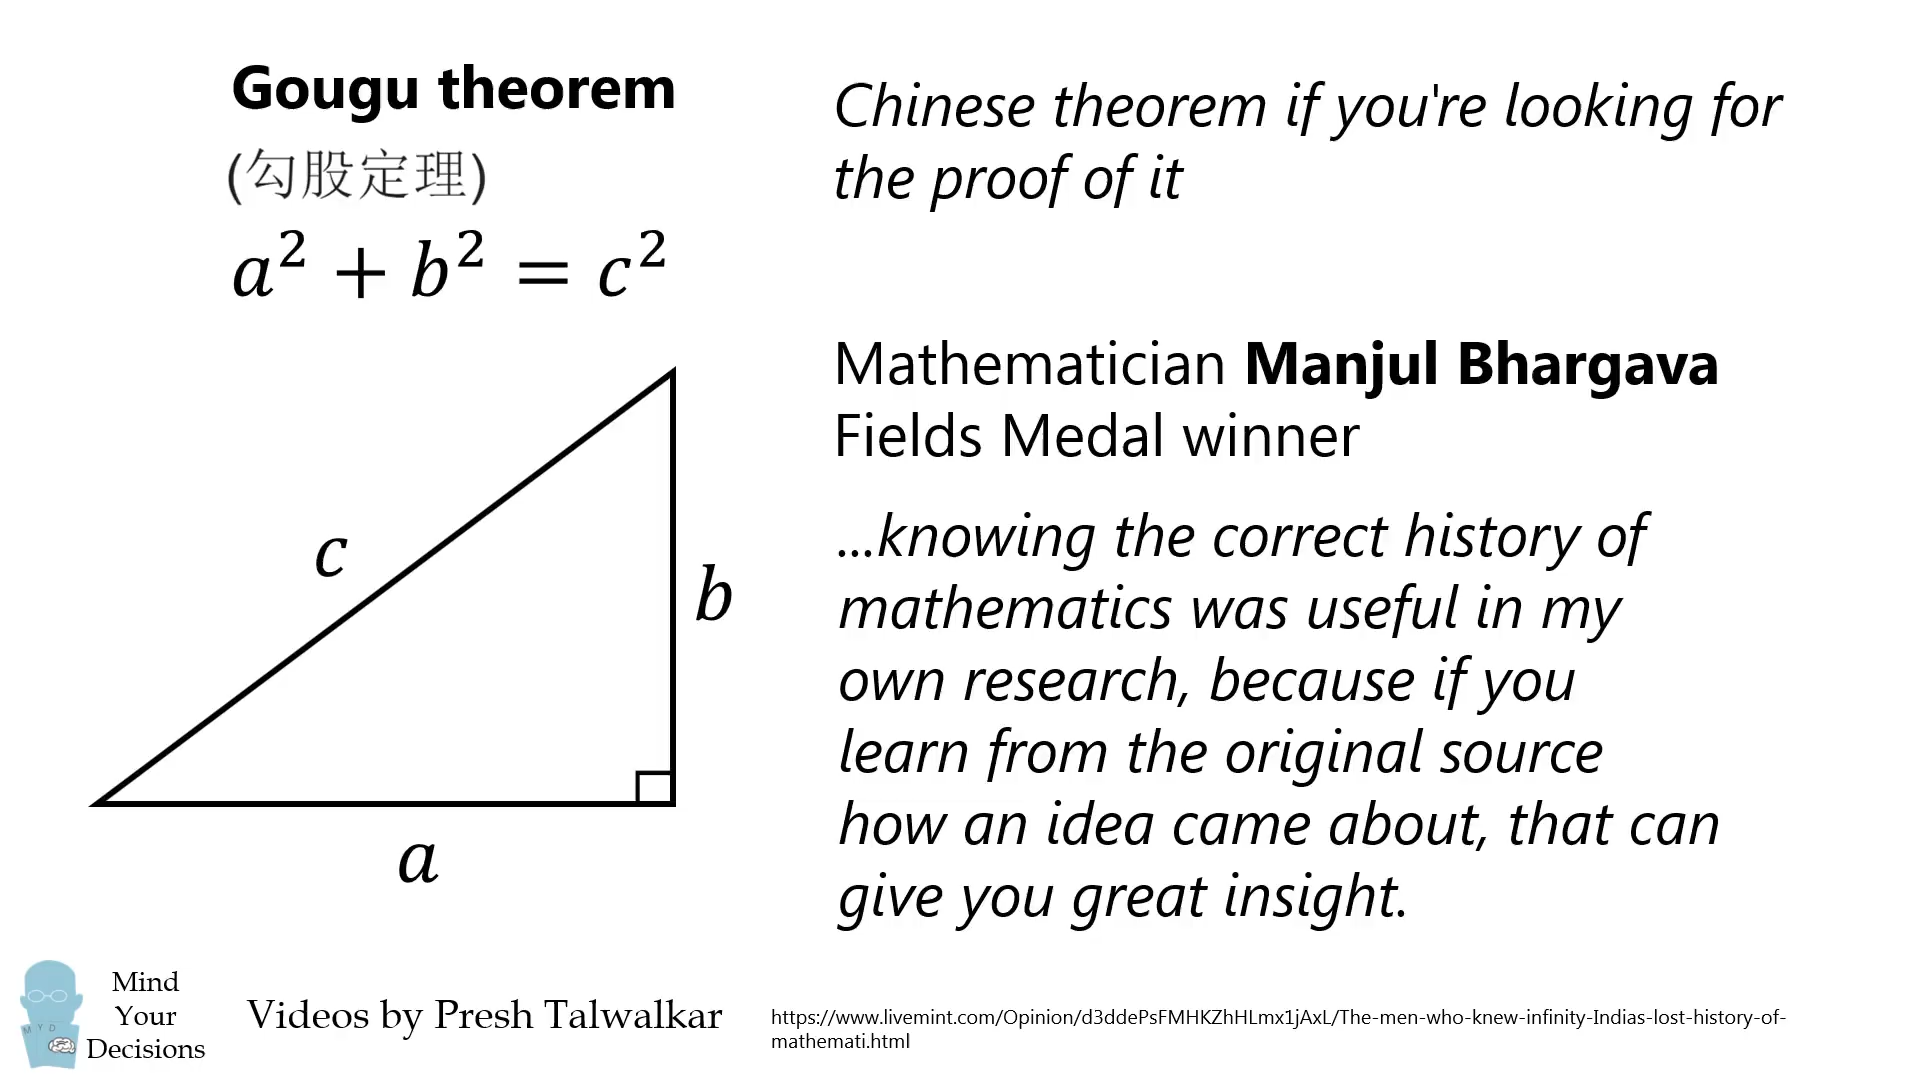 Gougu theorem
(勾股定理)
a² + b² = c²
c
b
a
Chinese theorem if you're looking for
the proof of it
Mathematician Manjul Bhargava
Fields Medal winner
...knowing the correct history of
mathematics was useful in my
own research, because if you
learn from the original source
how an idea came about, that can
give you great insight.
M Y D
Mind
Your
Decisions
Videos by Presh Talwalkar
https://www.livemint.com/Opinion/d3ddePsFMHKZhHLmx1jAxL/The-men-who-knew-infinity-Indias-lost-history-of-
mathemati.html